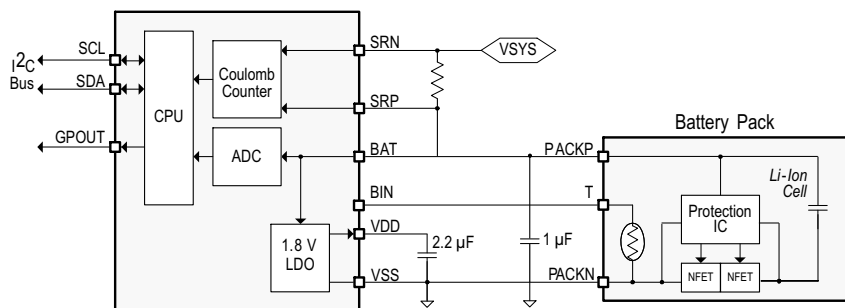 SCL
I2C
Bus
SDA
GPOUT
CPU
Coulomb
Counter
ADC
1.8 V
LDO
SRN
VSYS
SRP
BAT
BIN
VDD
2.2 µF
VSS
1 µF
PACKP
T
PACKN
Battery Pack
Li-Ion
Cell
Protection
IC
NFET
NFET